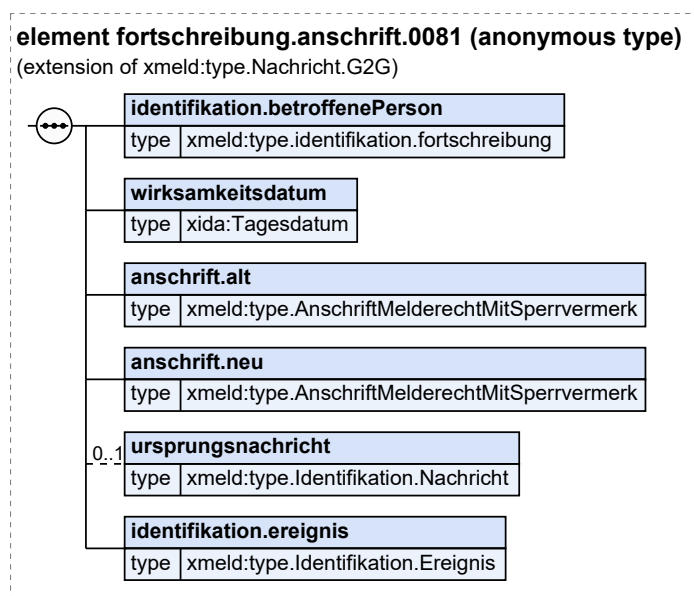 element fortschreibung.anschrift.0081 (anonymous type)
(extension of xmeld:type.Nachricht.G2G)
identifikation.betroffenePerson
type xmeld:type.identifikation.fortschreibung
wirksamkeitsdatum
type xida:Tagesdatum
anschrift.alt
type xmeld:type.AnschriftMelderechtMitSperrvermerk
anschrift.neu
type xmeld:type.AnschriftMelderechtMitSperrvermerk
0..1 ursprungsnachricht
type xmeld:type.Identifikation.Nachricht
identifikation.ereignis
type xmeld:type.Identifikation.Ereignis